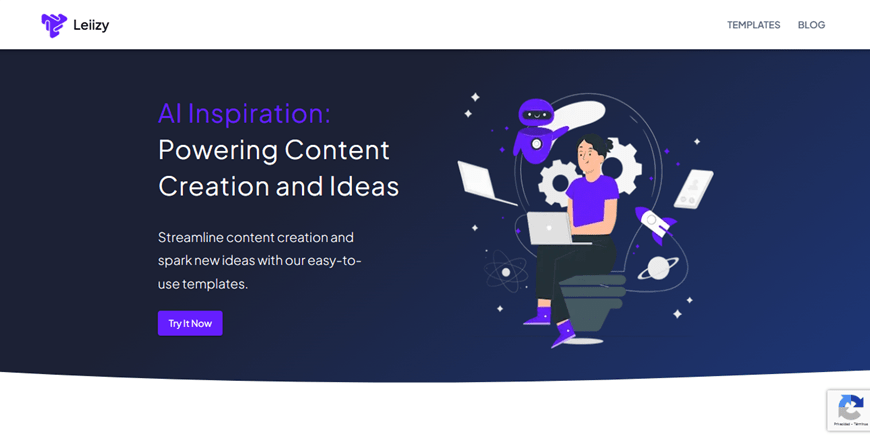 Leiizy
TEMPLATES
BLOG
AI Inspiration:
Powering Content
Creation and Ideas
Streamline content creation and
spark new ideas with our easy-to-
use templates.
Try It Now
Privacidad - Términos